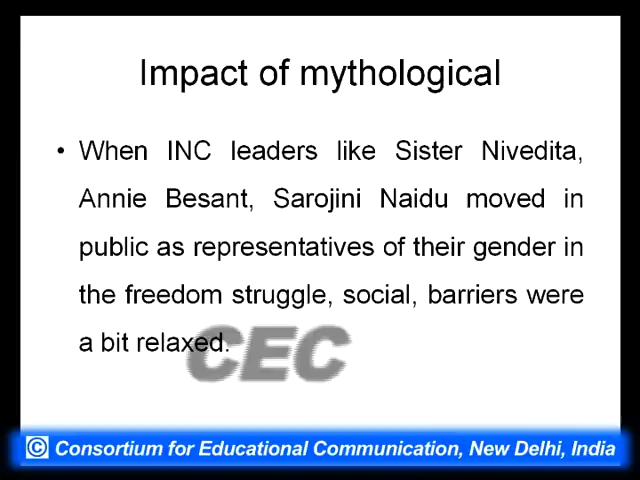 Impact of mythological
• When INC leaders like Sister Nivedita,
Annie Besant, Sarojini Naidu moved in
public as representatives of their gender in
the freedom struggle, social, barriers were
a bit relaxed.
CEC
© Consortium for Educational Communication, New Delhi, India